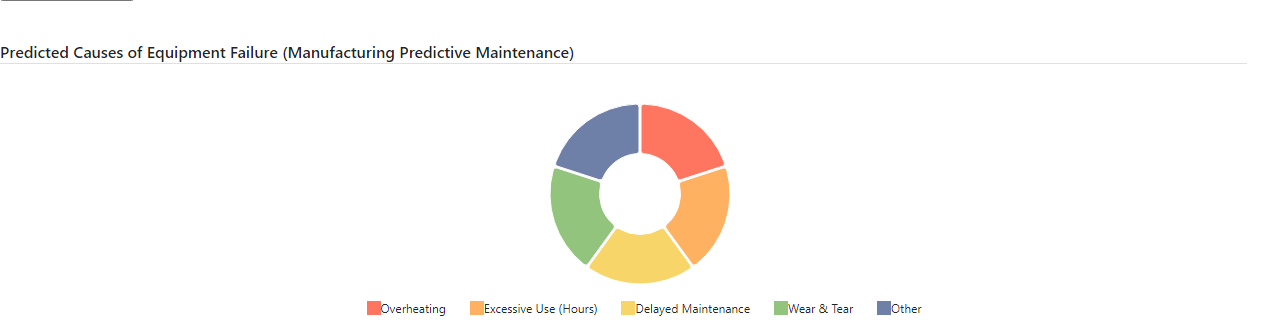 Predicted Causes of Equipment Failure (Manufacturing Predictive Maintenance)
Overheating Excessive Use (Hours) Delayed Maintenance Wear & Tear Other